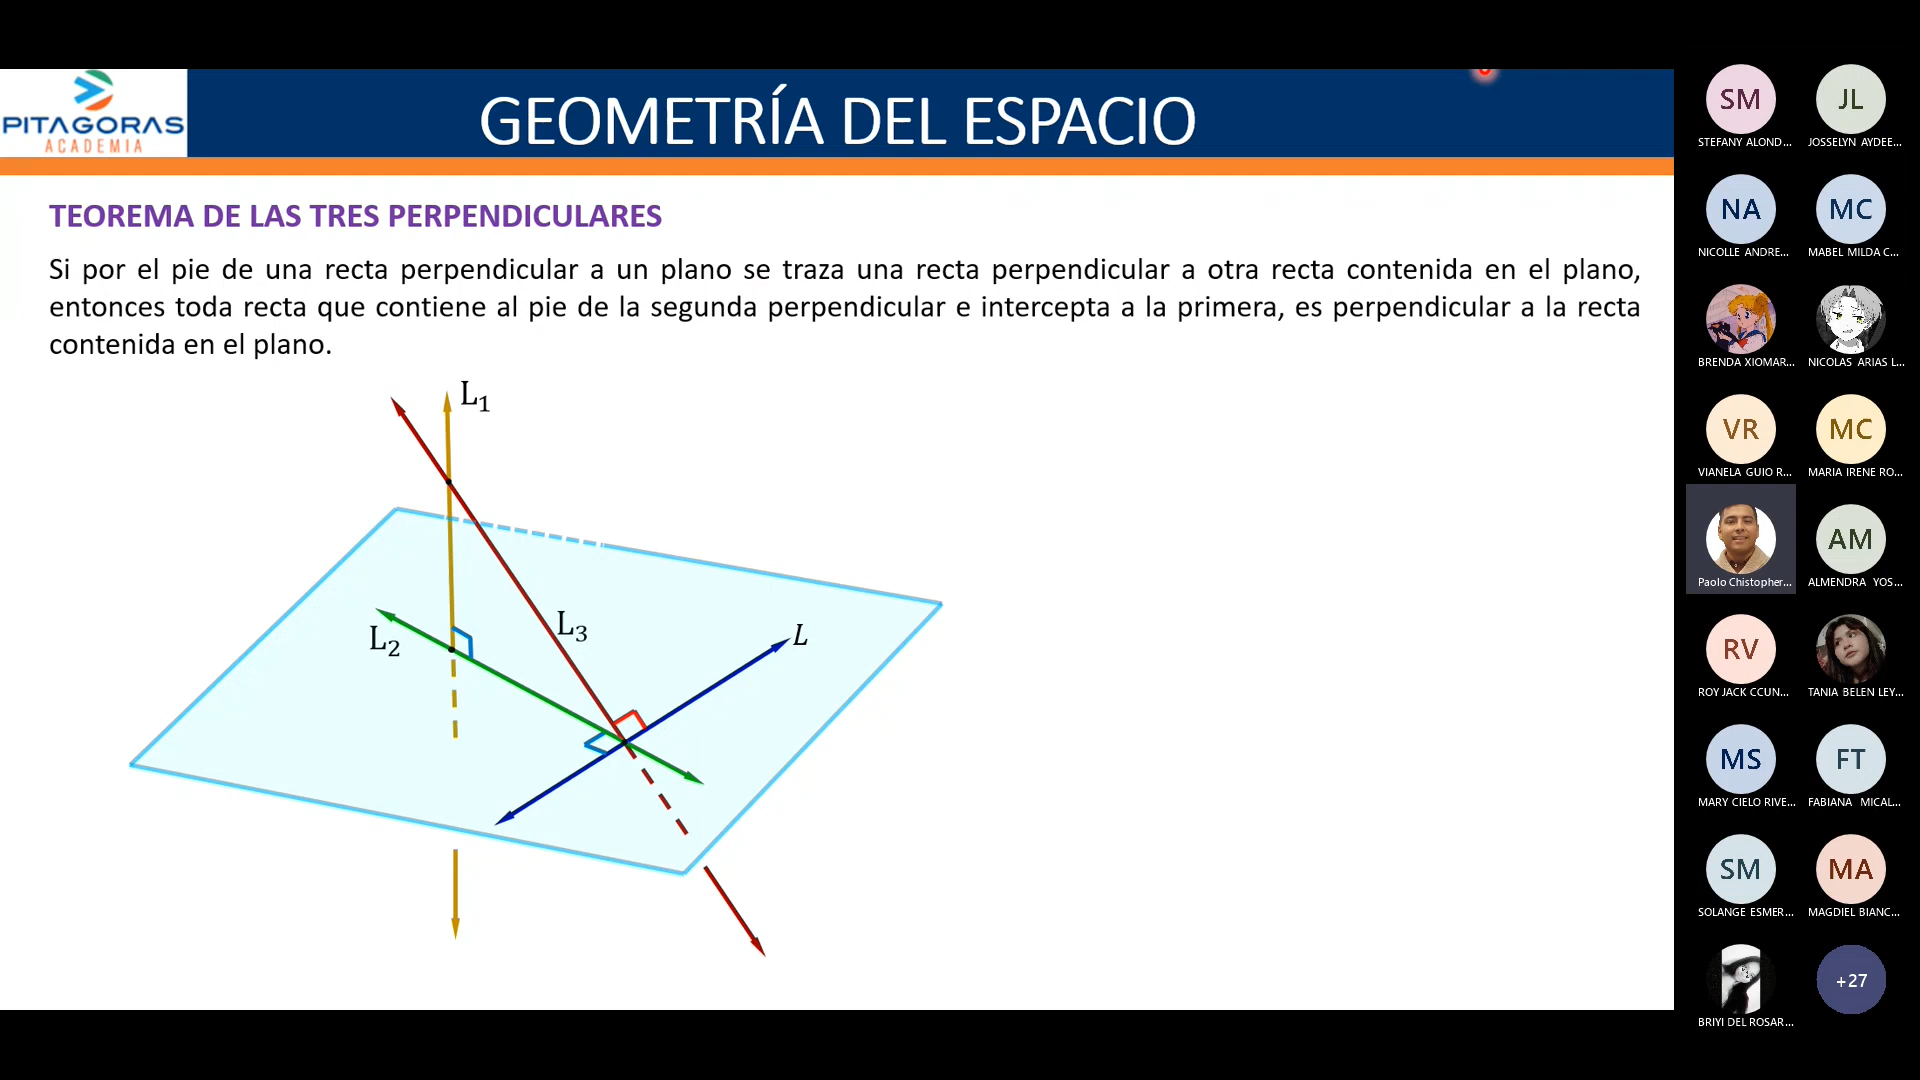 PITAGORAS
ACADEMIA
GEOMETRÍA DEL ESPACIO
TEOREMA DE LAS TRES PERPENDICULARES
Si por el pie de una recta perpendicular a un plano se traza una recta perpendicular a otra recta contenida en el plano,
entonces toda recta que contiene al pie de la segunda perpendicular e intercepta a la primera, es perpendicular a la recta
contenida en el plano.
L₁
L₂
L₃
L
SM
STEFANY ALOND...
JL
JOSSELYN AYDEE...
NA
NICOLLE ANDRE...
MC
MABEL MILDA C...
BRENDA XIOMAR...
NICOLAS ARIAS L...
VR
VIANELA GUIO R...
MC
MARIA IRENE RO...
Paolo Chistopher...
AM
ALMENDRA YOS...
RV
ROY JACK CCUN...
TANIA BELEN LEY...
MS
MARY CIELO RIVE...
FT
FABIANA MICAL...
SM
SOLANGE ESMER...
MA
MAGDIEL BIANC...
BRIYI DEL ROSAR...
+27